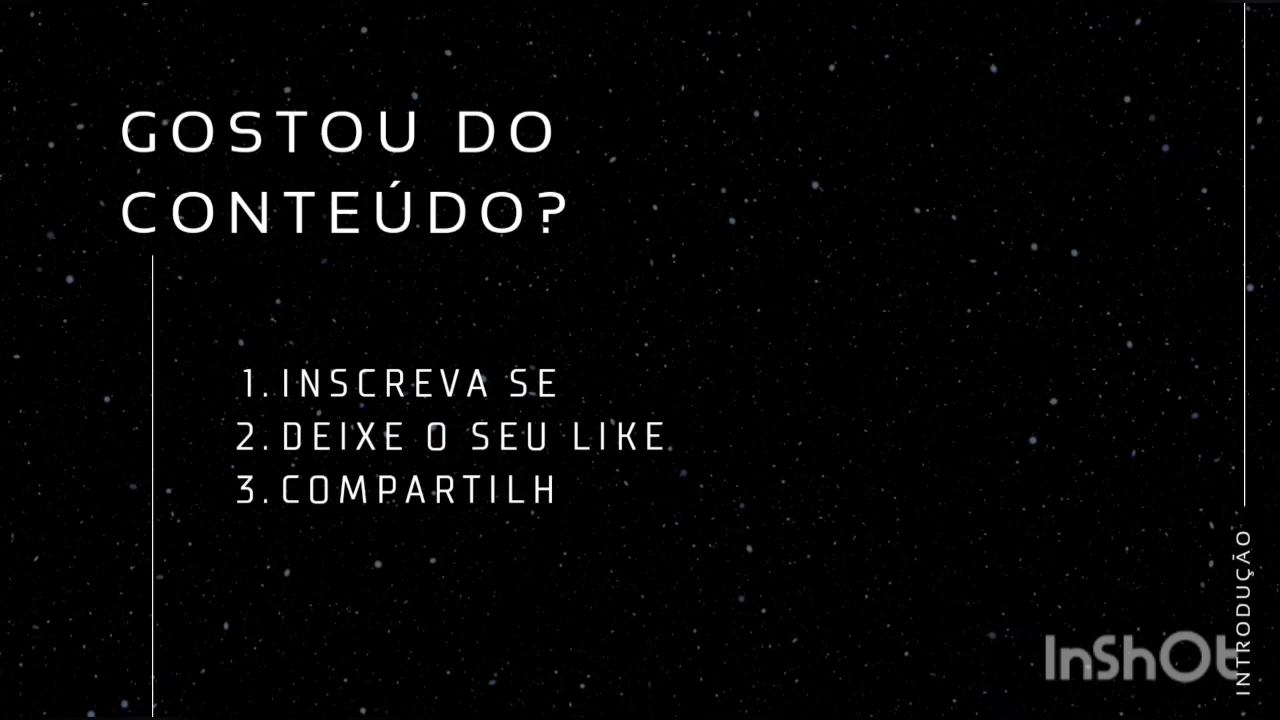 GOSTOU DO
CONTEÚDO?
1. INSCREVA SE
2. DEIXE O SEU LIKE
3. COMPARTILH
INTRODUÇÃO
InShOt